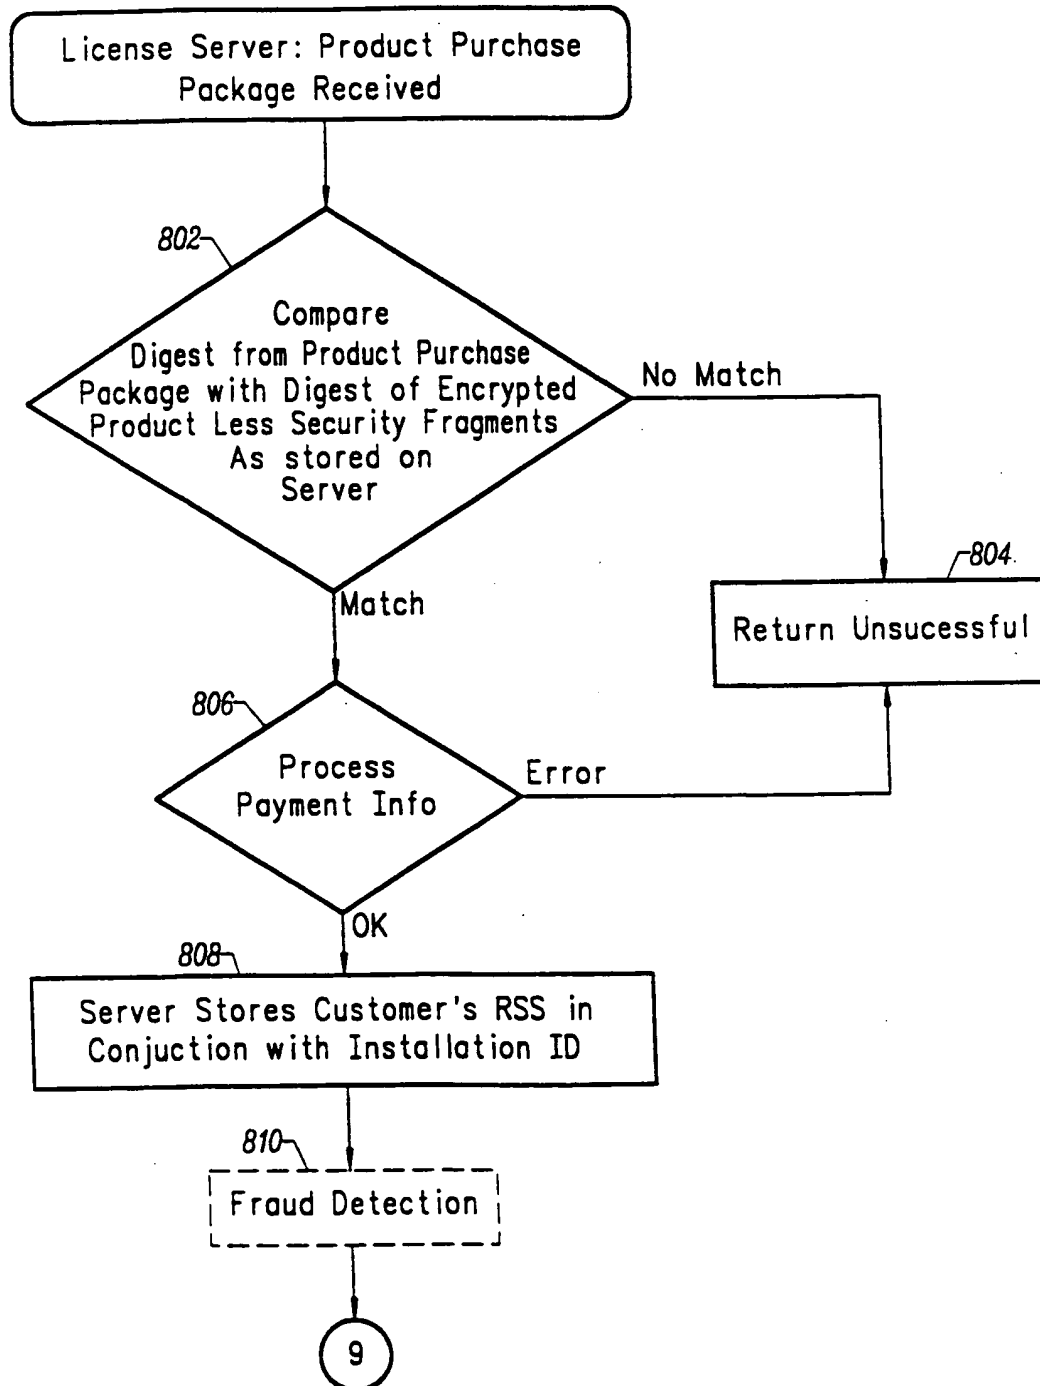 License Server: Product Purchase
Package Received
802
Compare
Digest from Product Purchase
Package with Digest of Encrypted
Product Less Security Fragments
As stored on
Server
No Match
804
Return Unsucessful
Match
806
Process
Payment Info
Error
OK
808
Server Stores Customer's RSS in
Conjuction with Installation ID
810
Fraud Detection
9